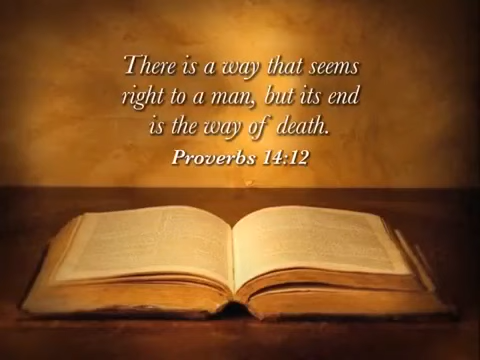 There is a way that seems
right to a man, but its end
is the way of death.
Proverbs 14:12